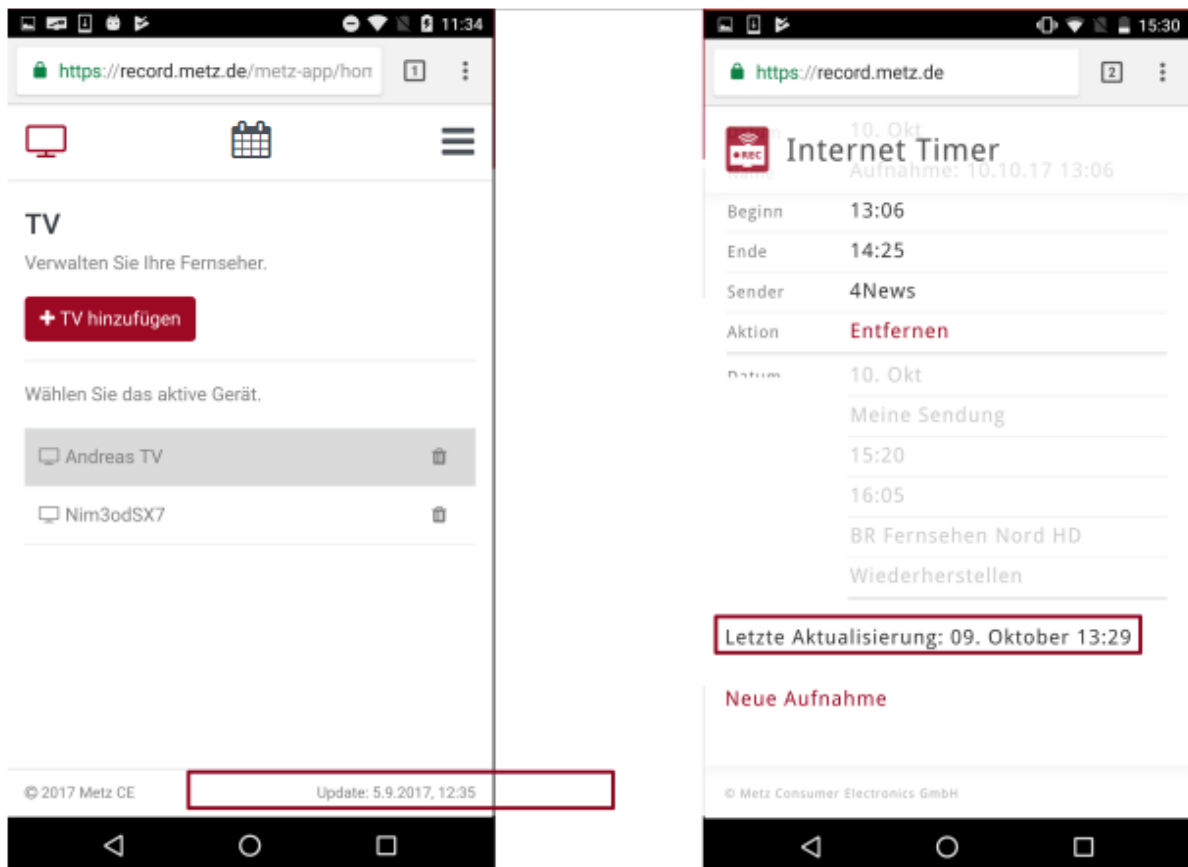 11:34
https://record.metz.de/metz-app/hon
1
TV
Verwalten Sie Ihre Fernseher.
+ TV hinzufügen
Wählen Sie das aktive Gerät.
Andreas TV
Nim3odSX7
© 2017 Metz CE
Update: 5.9.2017, 12:35
15:30
https://record.metz.de
2
10. Okt
REC
Internet Timer
Name
Aufnahme: 10.10.17 13:06
Beginn
13:06
Ende
14:25
Sender
4News
Aktion
Entfernen
Datum
10. Okt
Meine Sendung
15:20
16:05
BR Fernsehen Nord HD
Wiederherstellen
Letzte Aktualisierung: 09. Oktober 13:29
Neue Aufnahme
© Metz Consumer Electronics GmbH